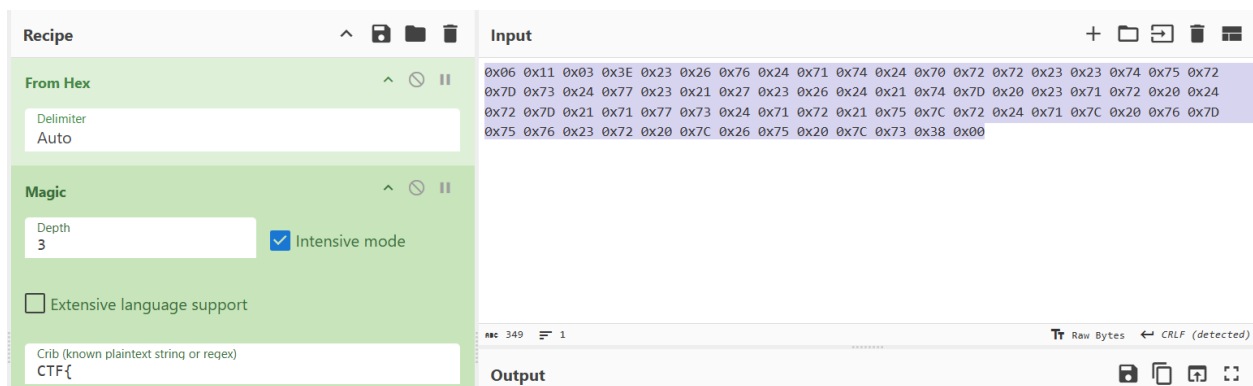 Recipe
Input
From Hex
Delimiter
Auto
Magic
Depth
3
Intensive mode
Extensive language support
Crib (known plaintext string or regex)
CTF{
0x06 0x11 0x03 0x3E 0x23 0x26 0x76 0x24 0x71 0x74 0x24 0x70 0x72 0x72 0x23 0x23 0x74 0x75 0x72
0x7D 0x73 0x24 0x77 0x23 0x21 0x27 0x23 0x26 0x24 0x21 0x74 0x7D 0x20 0x23 0x71 0x72 0x20 0x24
0x72 0x7D 0x21 0x71 0x77 0x73 0x24 0x71 0x72 0x21 0x75 0x7C 0x72 0x24 0x71 0x7C 0x20 0x76 0x7D
0x75 0x76 0x23 0x72 0x20 0x7C 0x26 0x75 0x20 0x7C 0x73 0x38 0x00
ABC 349 1
Tт Raw Bytes CRLF (detected)
Output